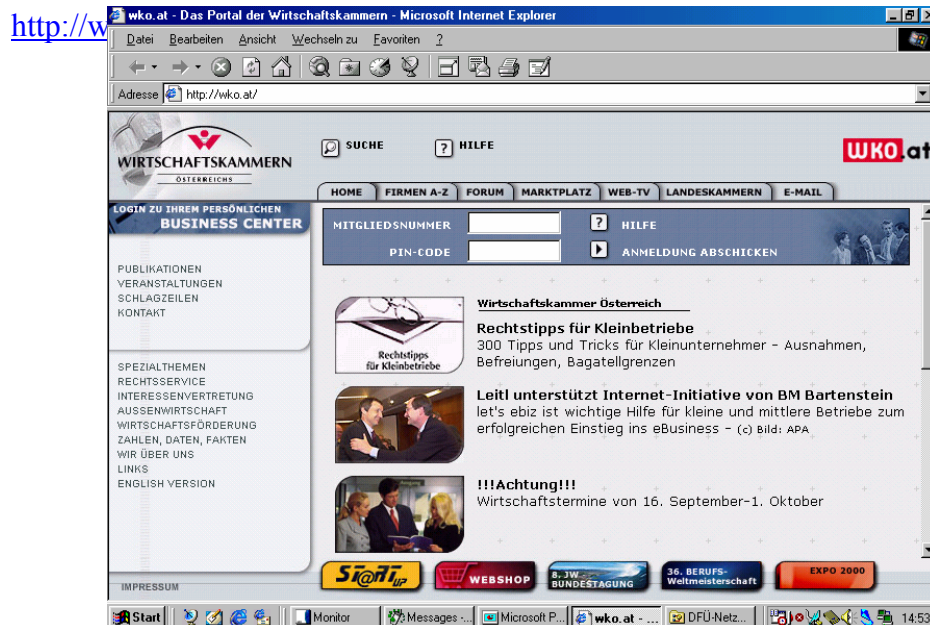 http://w
wko.at - Das Portal der Wirtschaftskammern - Microsoft Internet Explorer
Datei Bearbeiten Ansicht Wechseln zu Favoriten ?
Adresse http://wko.at/
WIRTSCHAFTSKAMMERN
ÖSTERREICHS
SUCHE ? HILFE
WKO.at
HOME FIRMEN A-Z FORUM MARKTPLATZ WEB-TV LANDESKAMMERN E-MAIL
LOGIN ZU IHREM PERSÖNLICHEN
BUSINESS CENTER
MITGLIEDSNUMMER ? HILFE
PIN-CODE ANMELDUNG ABSCHICKEN
PUBLIKATIONEN
VERANSTALTUNGEN
SCHLAGZEILEN
KONTAKT
SPEZIALTHEMEN
RECHTSSERVICE
INTERESSENVERTRETUNG
AUSSENWIRTSCHAFT
WIRTSCHAFTSFÖRDERUNG
ZAHLEN, DATEN, FAKTEN
WIR ÜBER UNS
LINKS
ENGLISH VERSION
Wirtschaftskammer Österreich
Rechtstipps
für Kleinbetriebe
Rechtstipps für Kleinbetriebe
300 Tipps und Tricks für Kleinunternehmer - Ausnahmen,
Befreiungen, Bagatellgrenzen
Leitl unterstützt Internet-Initiative von BM Bartenstein
let's ebiz ist wichtige Hilfe für kleine und mittlere Betriebe zum
erfolgreichen Einstieg ins eBusiness - (c) Bild: APA
!!!Achtung!!!
Wirtschaftstermine von 16. September-1. Oktober
IMPRESSUM
ST@RT UP
WEBSHOP
8. JW
BUNDESTAGUNG
36. BERUFS-
Weltmeisterschaft
EXPO 2000
Start Monitor Messages -... Microsoft P... wko.at - ... DFÜ-Netz... 14:53